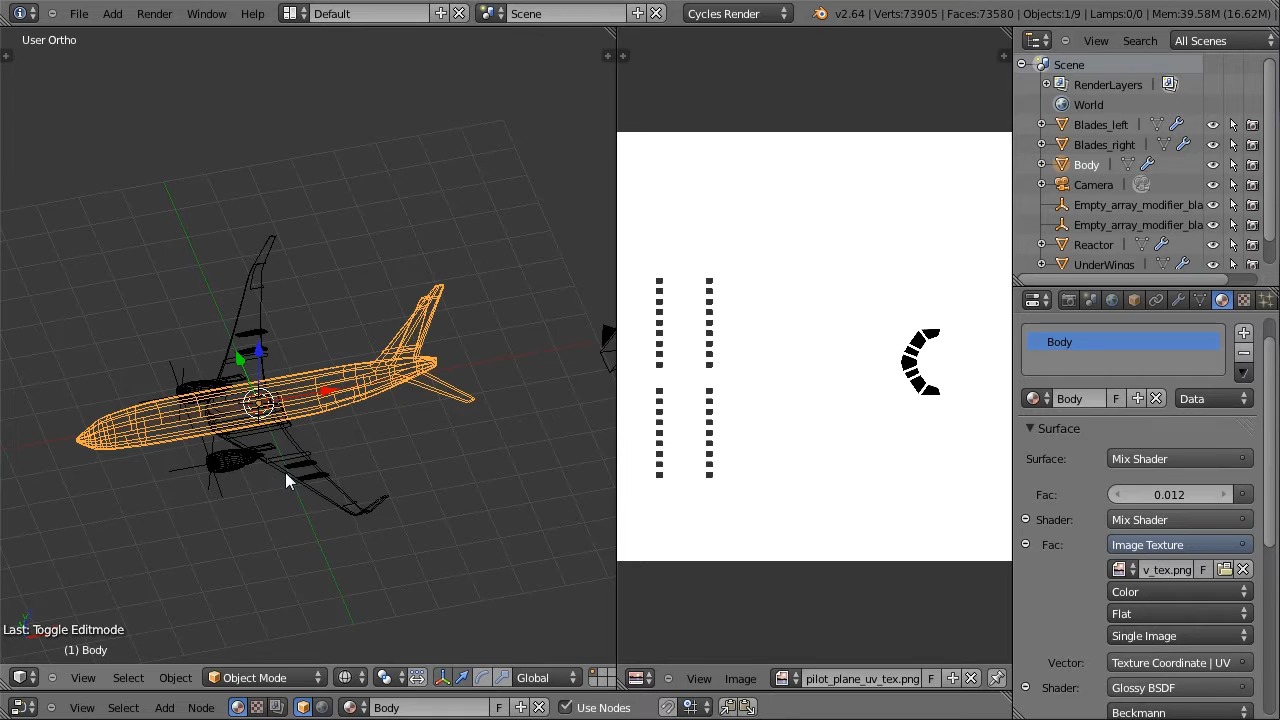 File Add Render Window Help Default Scene Cycles Render v2.64 | Verts:73905 | Faces:73580 | Objects:1/9 | Lamps:0/0 | Mem:39.58M (16.62M) |
User Ortho
View Search All Scenes
Scene
RenderLayers
World
Blades_left
Blades_right
Body
Camera
Empty_array_modifier_bla
Empty_array_modifier_bla
Reactor
UnderWings
Body
Body F Data
Surface
Surface: Mix Shader
Fac: 0.012
Shader: Mix Shader
Fac: Image Texture
v_tex.png F
Color
Flat
Single Image
Vector: Texture Coordinate | UV
Shader: Glossy BSDF
Beckmann
Last: Toggle Editmode
(1) Body
View Select Object Object Mode Global
View Image pilot_plane_uv_tex.png F
View Select Add Node Body F Use Nodes